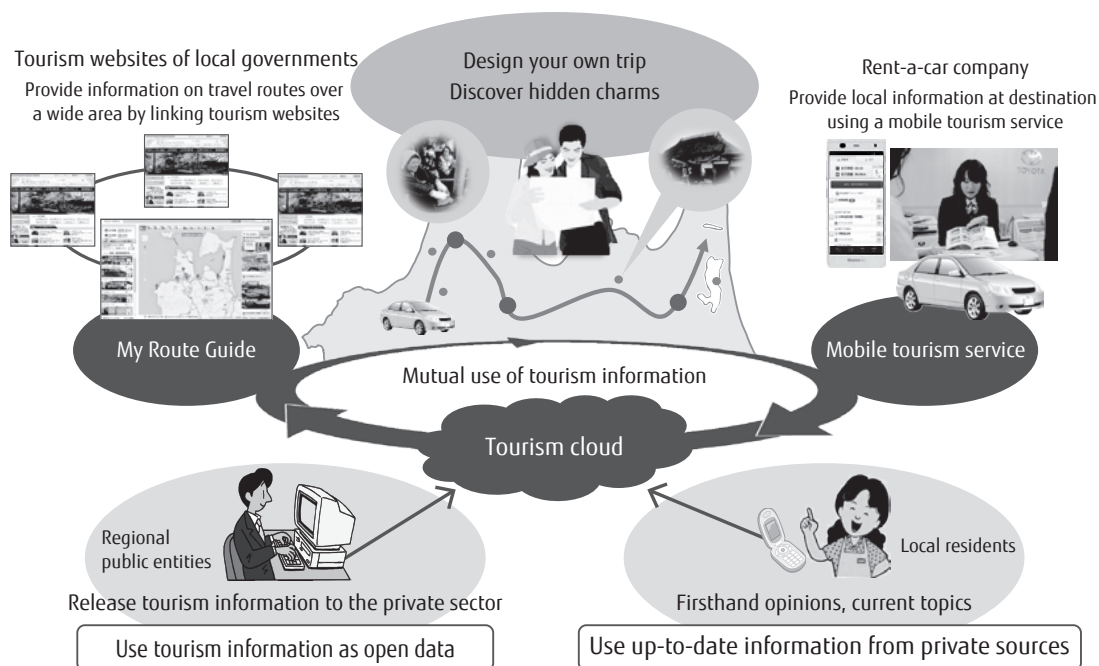 Tourism websites of local governments
Provide information on travel routes over
a wide area by linking tourism websites
Design your own trip
Discover hidden charms
Rent-a-car company
Provide local information at destination
using a mobile tourism service
TOYOTA
My Route Guide
Mobile tourism service
Mutual use of tourism information
Tourism cloud
Regional
public entities
Local residents
Release tourism information to the private sector
Firsthand opinions, current topics
Use tourism information as open data
Use up-to-date information from private sources